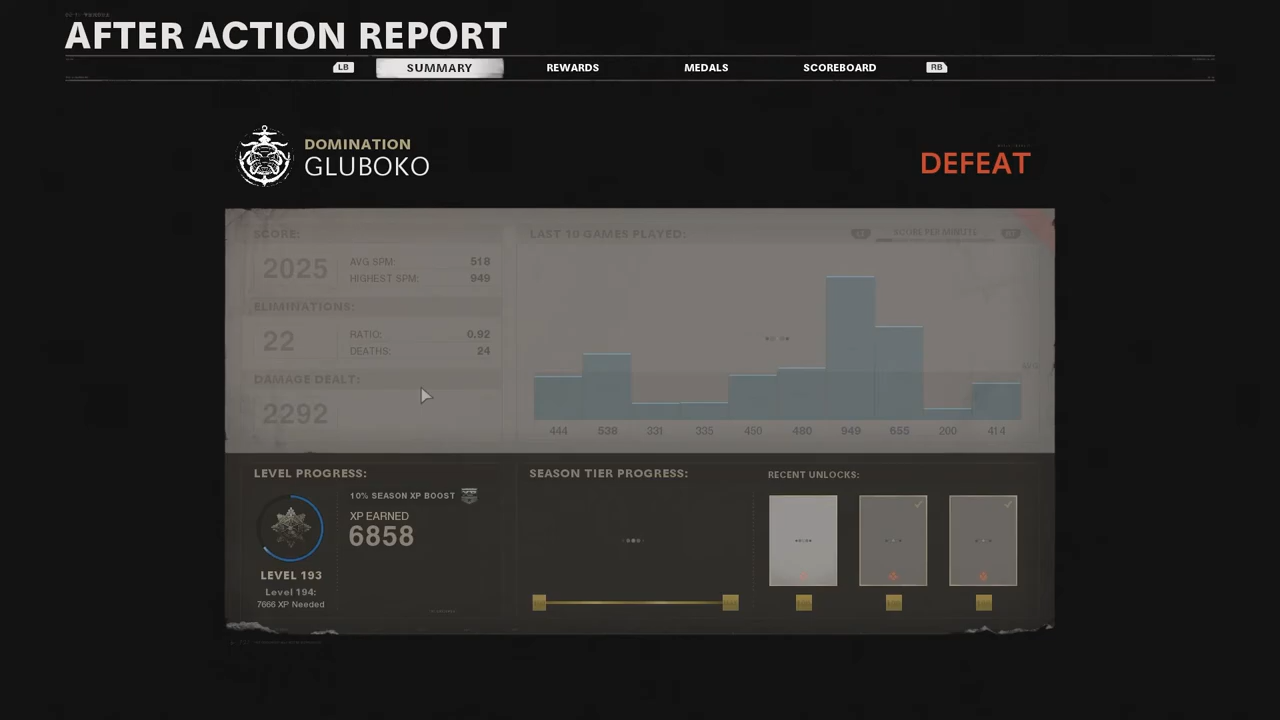 AFTER ACTION REPORT
LB SUMMARY REWARDS MEDALS SCOREBOARD RB
DOMINATION
GLUBOKO
DEFEAT
SCORE:
2025
AVG SPM: 518
HIGHEST SPM: 949
ELIMINATIONS:
22
RATIO: 0.92
DEATHS: 24
DAMAGE DEALT:
2292
LAST 10 GAMES PLAYED:
SCORE PER MINUTE
444 538 331 335 450 480 949 655 200 414
LEVEL PROGRESS:
10% SEASON XP BOOST
XP EARNED
6858
LEVEL 193
Level 194:
7666 XP Needed
SEASON TIER PROGRESS:
RECENT UNLOCKS: